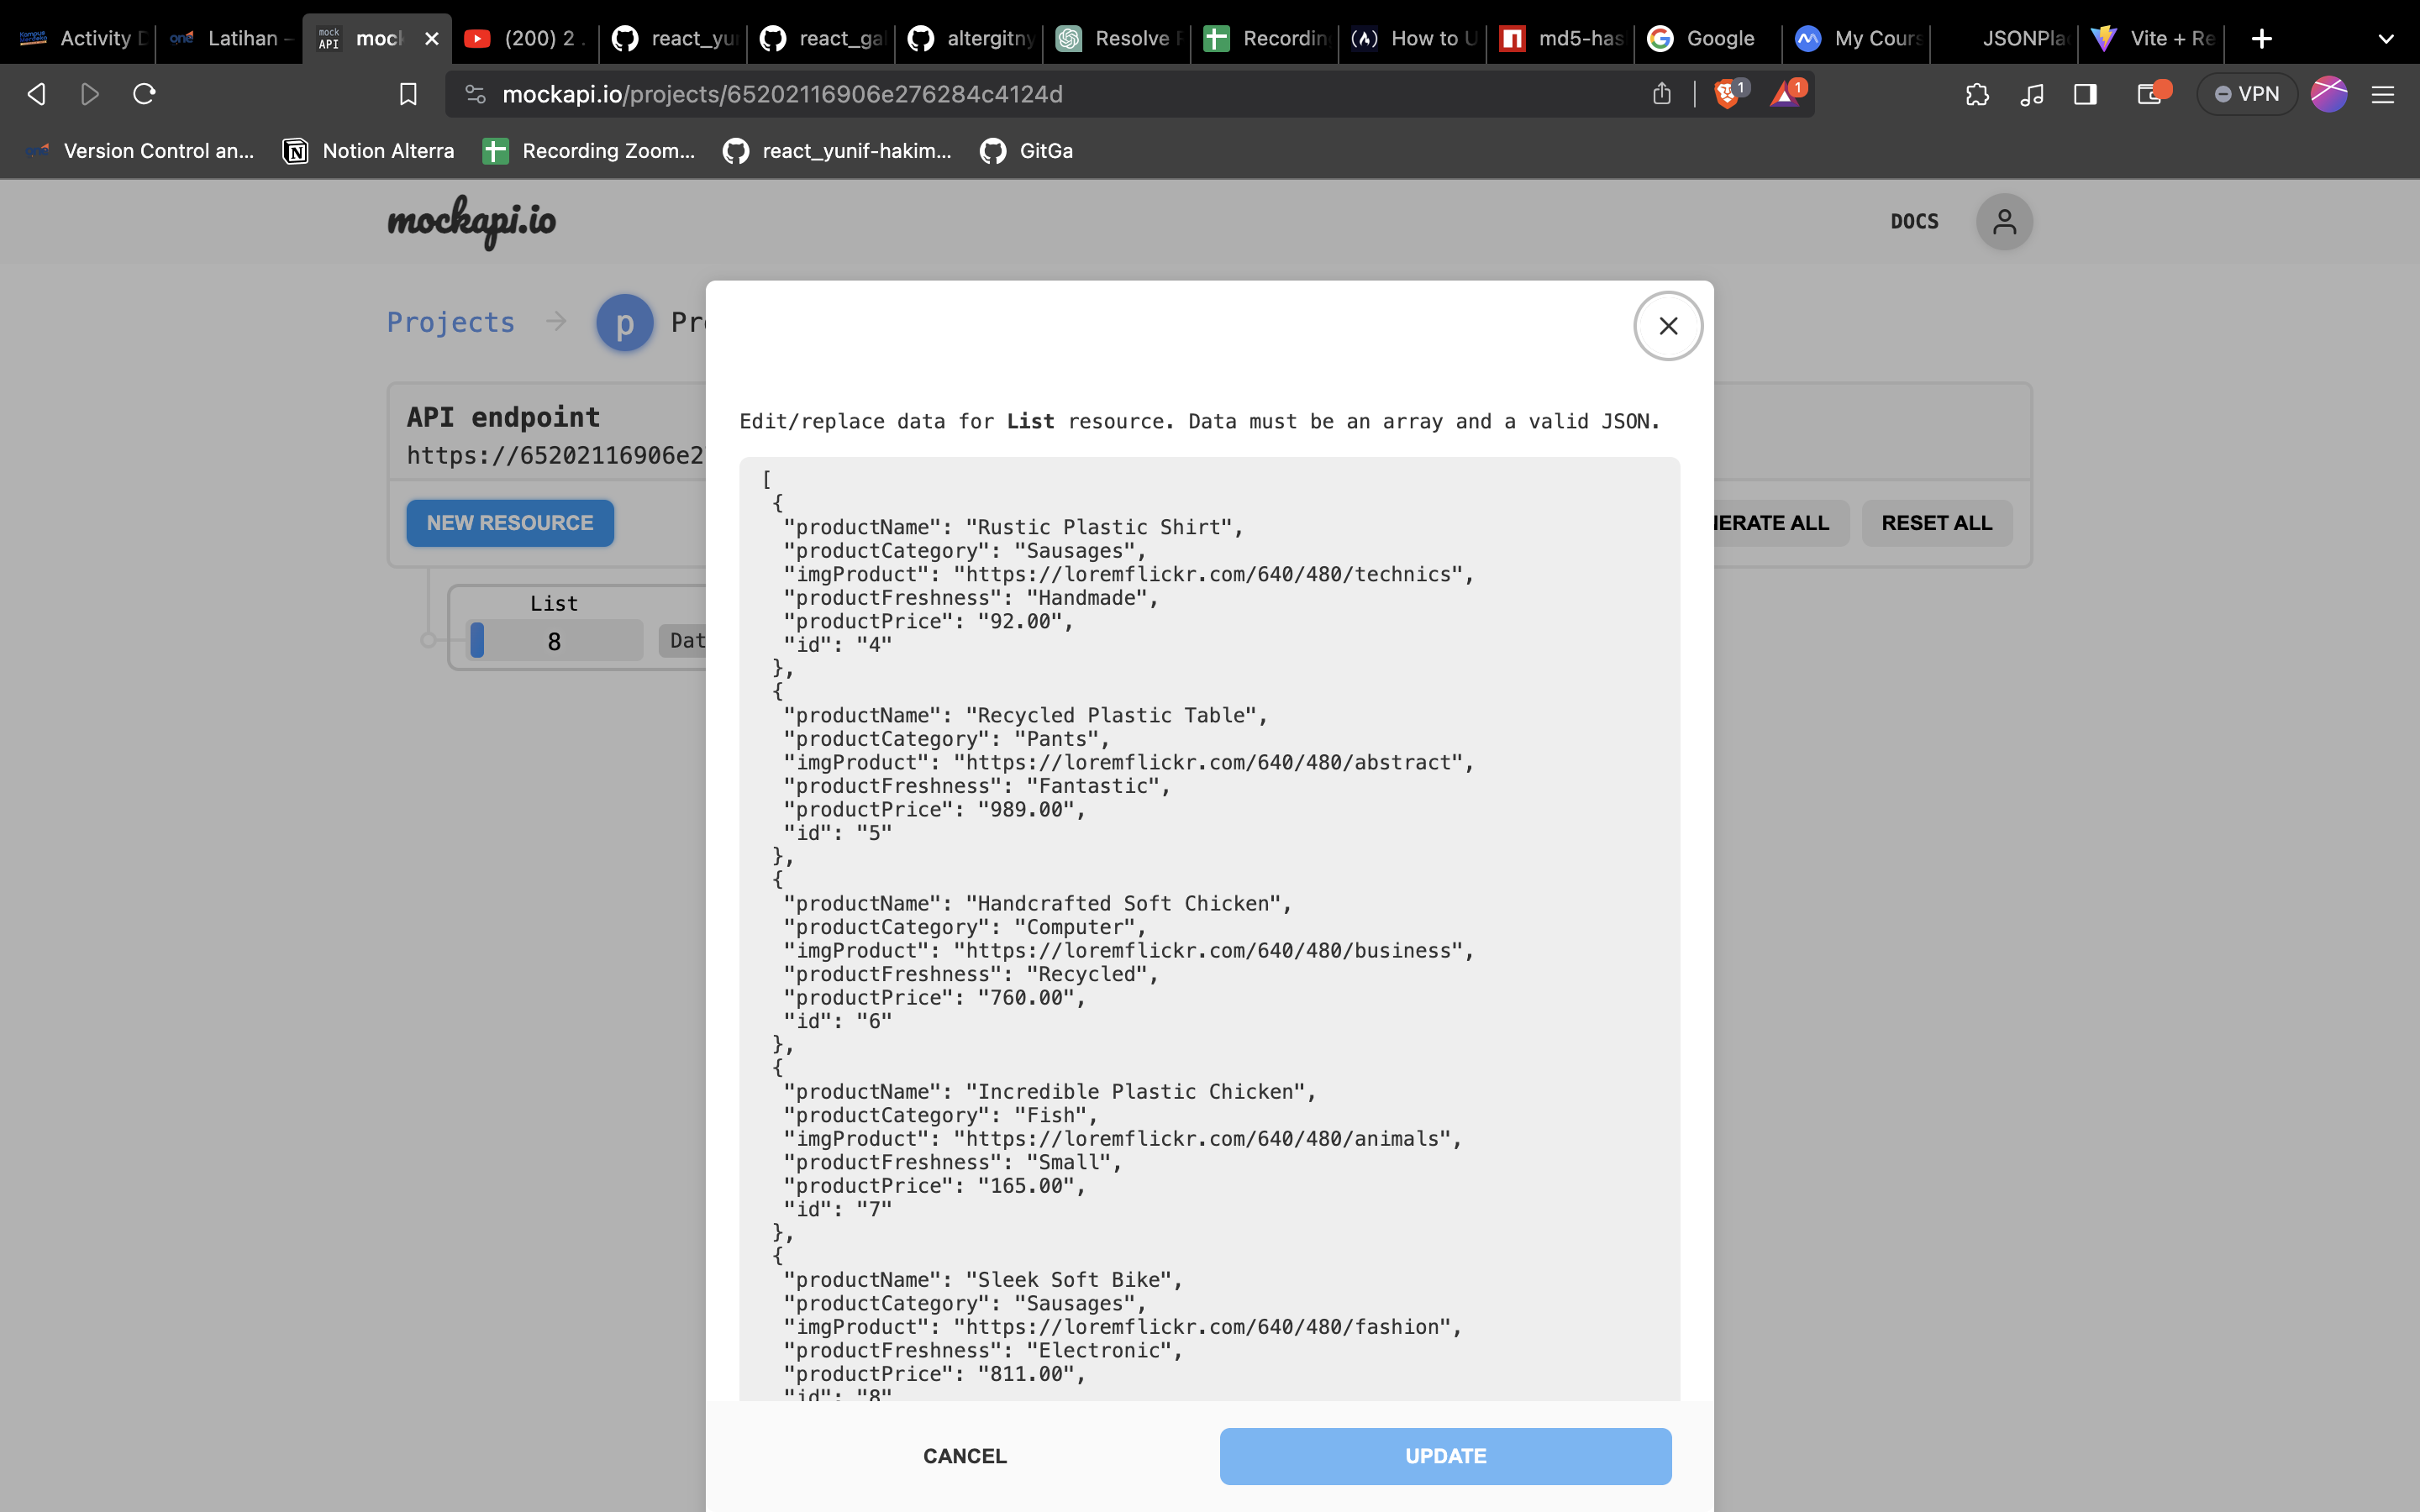 Activity D
Latihan -
mock API
moc
(200) 2
react_yu
react_ga
altergitny
Resolve
Recordin
How to U
md5-has
Google
My Cours
JSONPla
Vite + Re
mockapi.io/projects/65202116906e276284c4124d
1
1
VPN
one Version Control an...
Notion Alterra
Recording Zoom...
react_yunif-hakim...
GitGa
mockapi.io
DOCS
Projects
p
Pr
API endpoint
https://65202116906e2
NEW RESOURCE
NERATE ALL
RESET ALL
List
8
Dat
Edit/replace data for List resource. Data must be an array and a valid JSON.
[
{
"productName": "Rustic Plastic Shirt",
"productCategory": "Sausages",
"imgProduct": "https://loremflickr.com/640/480/technics",
"productFreshness": "Handmade",
"productPrice": "92.00",
"id": "4"
},
{
"productName": "Recycled Plastic Table",
"productCategory": "Pants",
"imgProduct": "https://loremflickr.com/640/480/abstract",
"productFreshness": "Fantastic",
"productPrice": "989.00",
"id": "5"
},
{
"productName": "Handcrafted Soft Chicken",
"productCategory": "Computer",
"imgProduct": "https://loremflickr.com/640/480/business",
"productFreshness": "Recycled",
"productPrice": "760.00",
"id": "6"
},
{
"productName": "Incredible Plastic Chicken",
"productCategory": "Fish",
"imgProduct": "https://loremflickr.com/640/480/animals",
"productFreshness": "Small",
"productPrice": "165.00",
"id": "7"
},
{
"productName": "Sleek Soft Bike",
"productCategory": "Sausages",
"imgProduct": "https://loremflickr.com/640/480/fashion",
"productFreshness": "Electronic",
"productPrice": "811.00",
"id": "8"
CANCEL
UPDATE